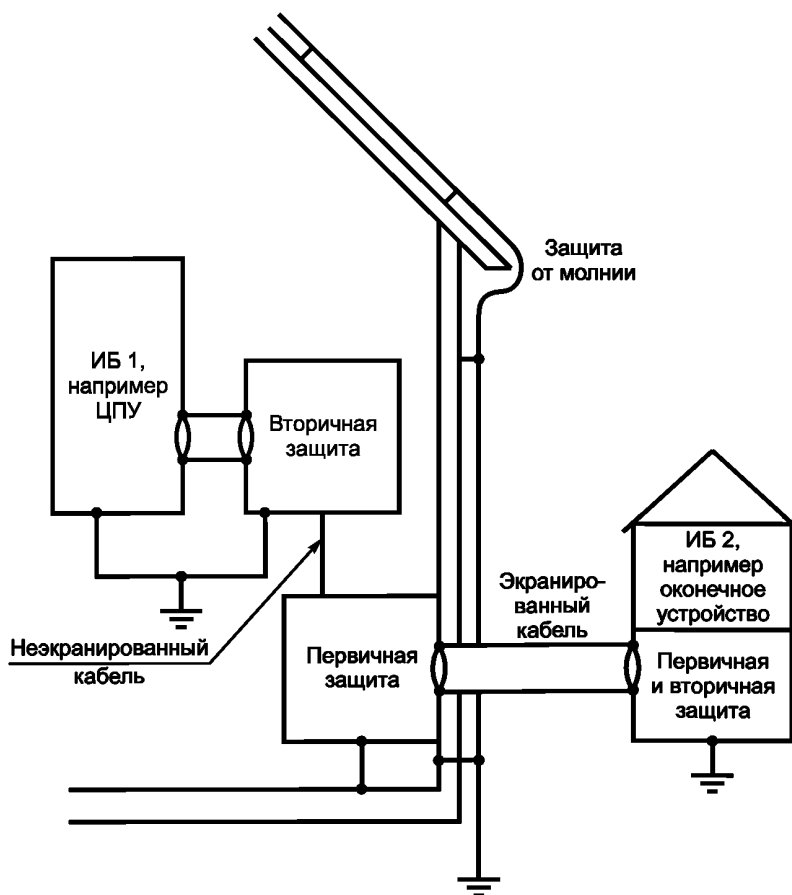 Защита
от молнии
ИБ 1,
например
ЦПУ
Вторичная
защита
ИБ 2,
например
оконечное
устройство
Экраниро-
ванный
кабель
Неэкранированный
кабель
Первичная
защита
Первичная
и вторичная
защита